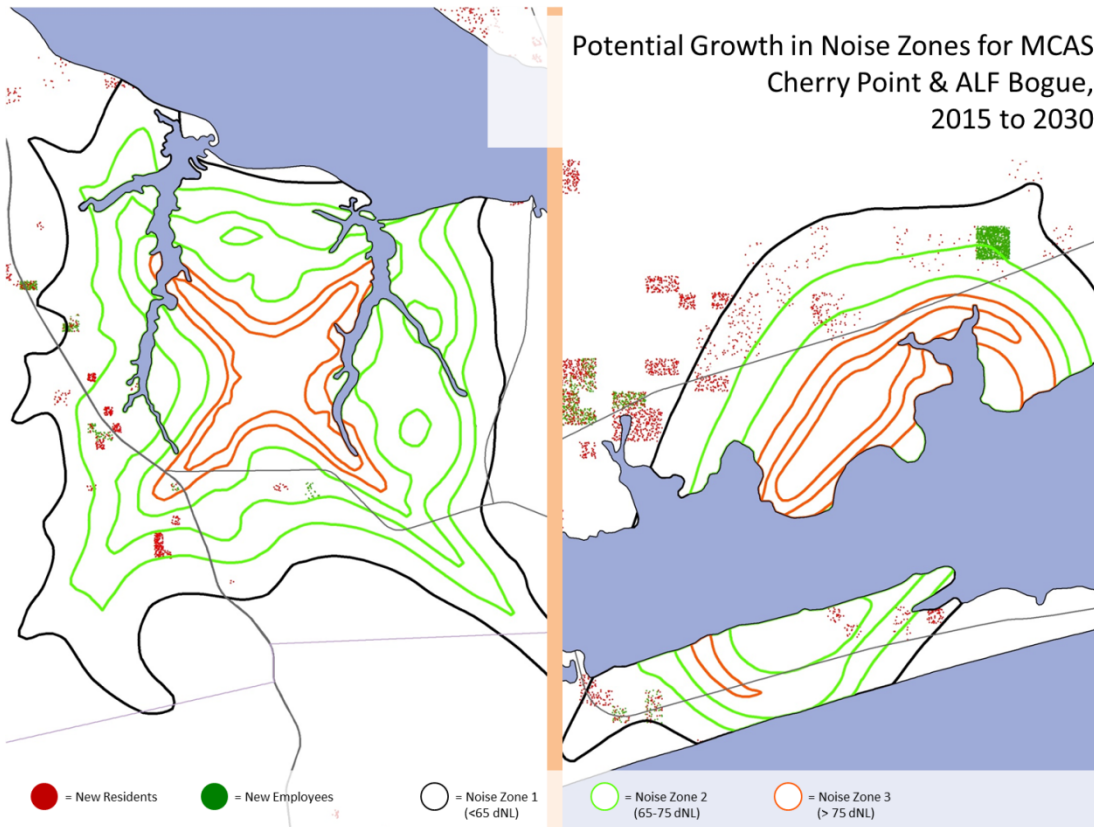 Potential Growth in Noise Zones for MCAS
Cherry Point & ALF Bogue,
2015 to 2030
= New Residents
= New Employees
= Noise Zone 1
(<65 dNL)
= Noise Zone 2
(65-75 dNL)
= Noise Zone 3
(> 75 dNL)